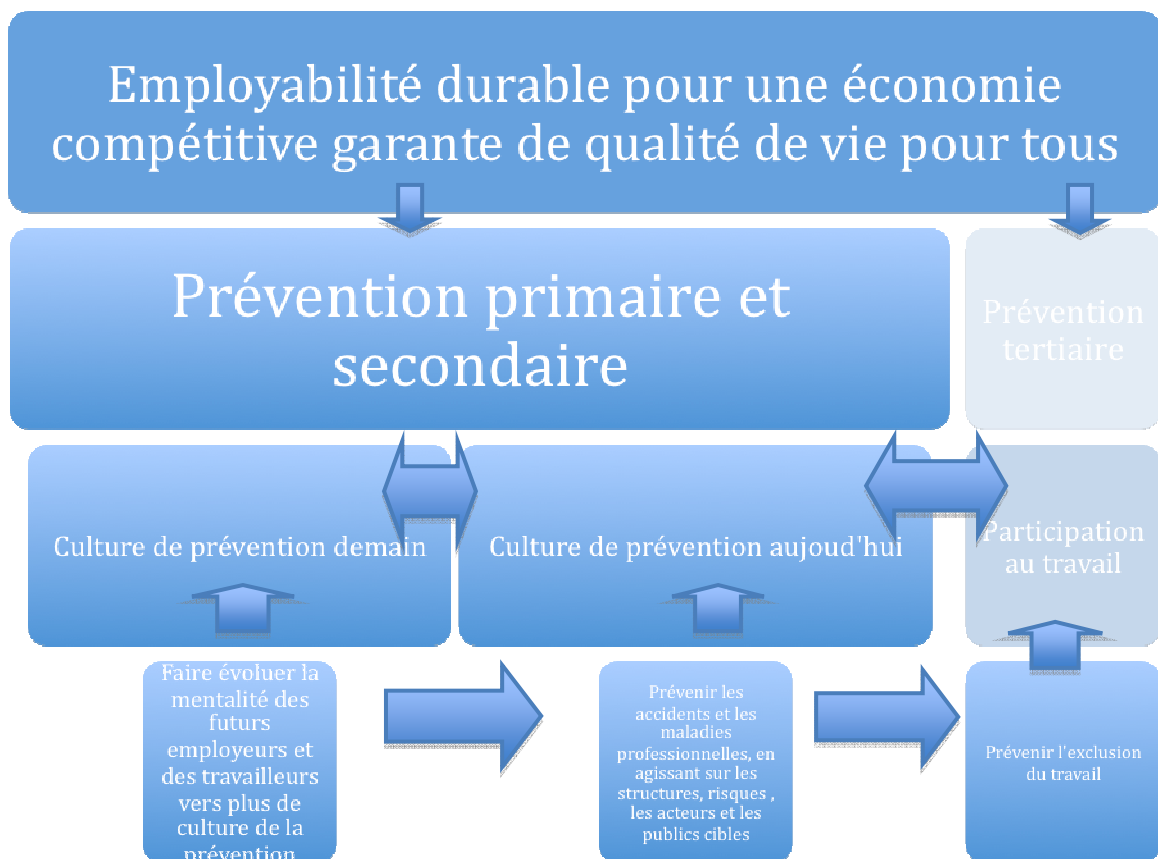 Employabilité durable pour une économie
compétitive garante de qualité de vie pour tous
Prévention primaire et
secondaire
Prévention
tertiaire
Culture de prévention demain
Culture de prévention aujoud'hui
Participation
au travail
Faire évoluer la
mentalité des
futurs
employeurs et
des travailleurs
vers plus de
culture de la
prévention
Prévenir les
accidents et les
maladies
professionnelles, en
agissant sur les
structures, risques ,
les acteurs et les
publics cibles
Prévenir l'exclusion
du travail